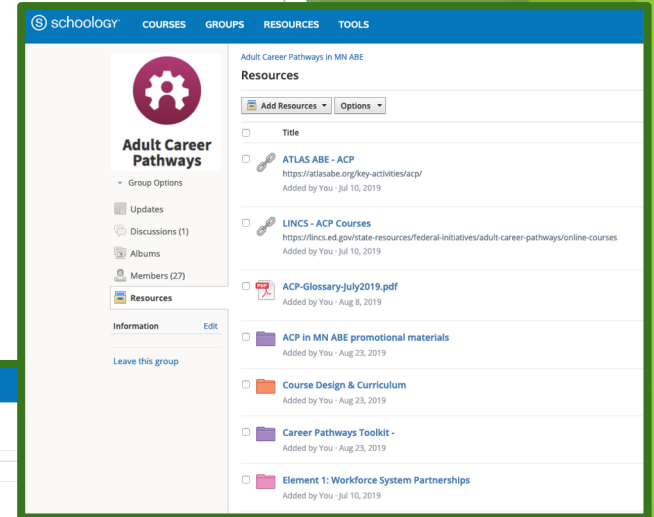 schoology COURSES GROUPS RESOURCES TOOLS
Adult Career
Pathways
Group Options
Updates
Discussions (1)
Albums
Members (27)
Resources
Information Edit
Leave this group
Adult Career Pathways in MN ABE
Resources
Add Resources Options
Title
ATLAS ABE - ACP
https://atlasabe.org/key-activities/acp/
Added by You · Jul 10, 2019
LINCS - ACP Courses
https://lincs.ed.gov/state-resources/federal-initiatives/adult-career-pathways/online-courses
Added by You · Jul 10, 2019
PDF
ACP-Glossary-July2019.pdf
Added by You · Aug 8, 2019
ACP in MN ABE promotional materials
Added by You · Aug 23, 2019
Course Design & Curriculum
Added by You · Aug 23, 2019
Career Pathways Toolkit -
Added by You · Aug 23, 2019
Element 1: Workforce System Partnerships
Added by You · Jul 10, 2019